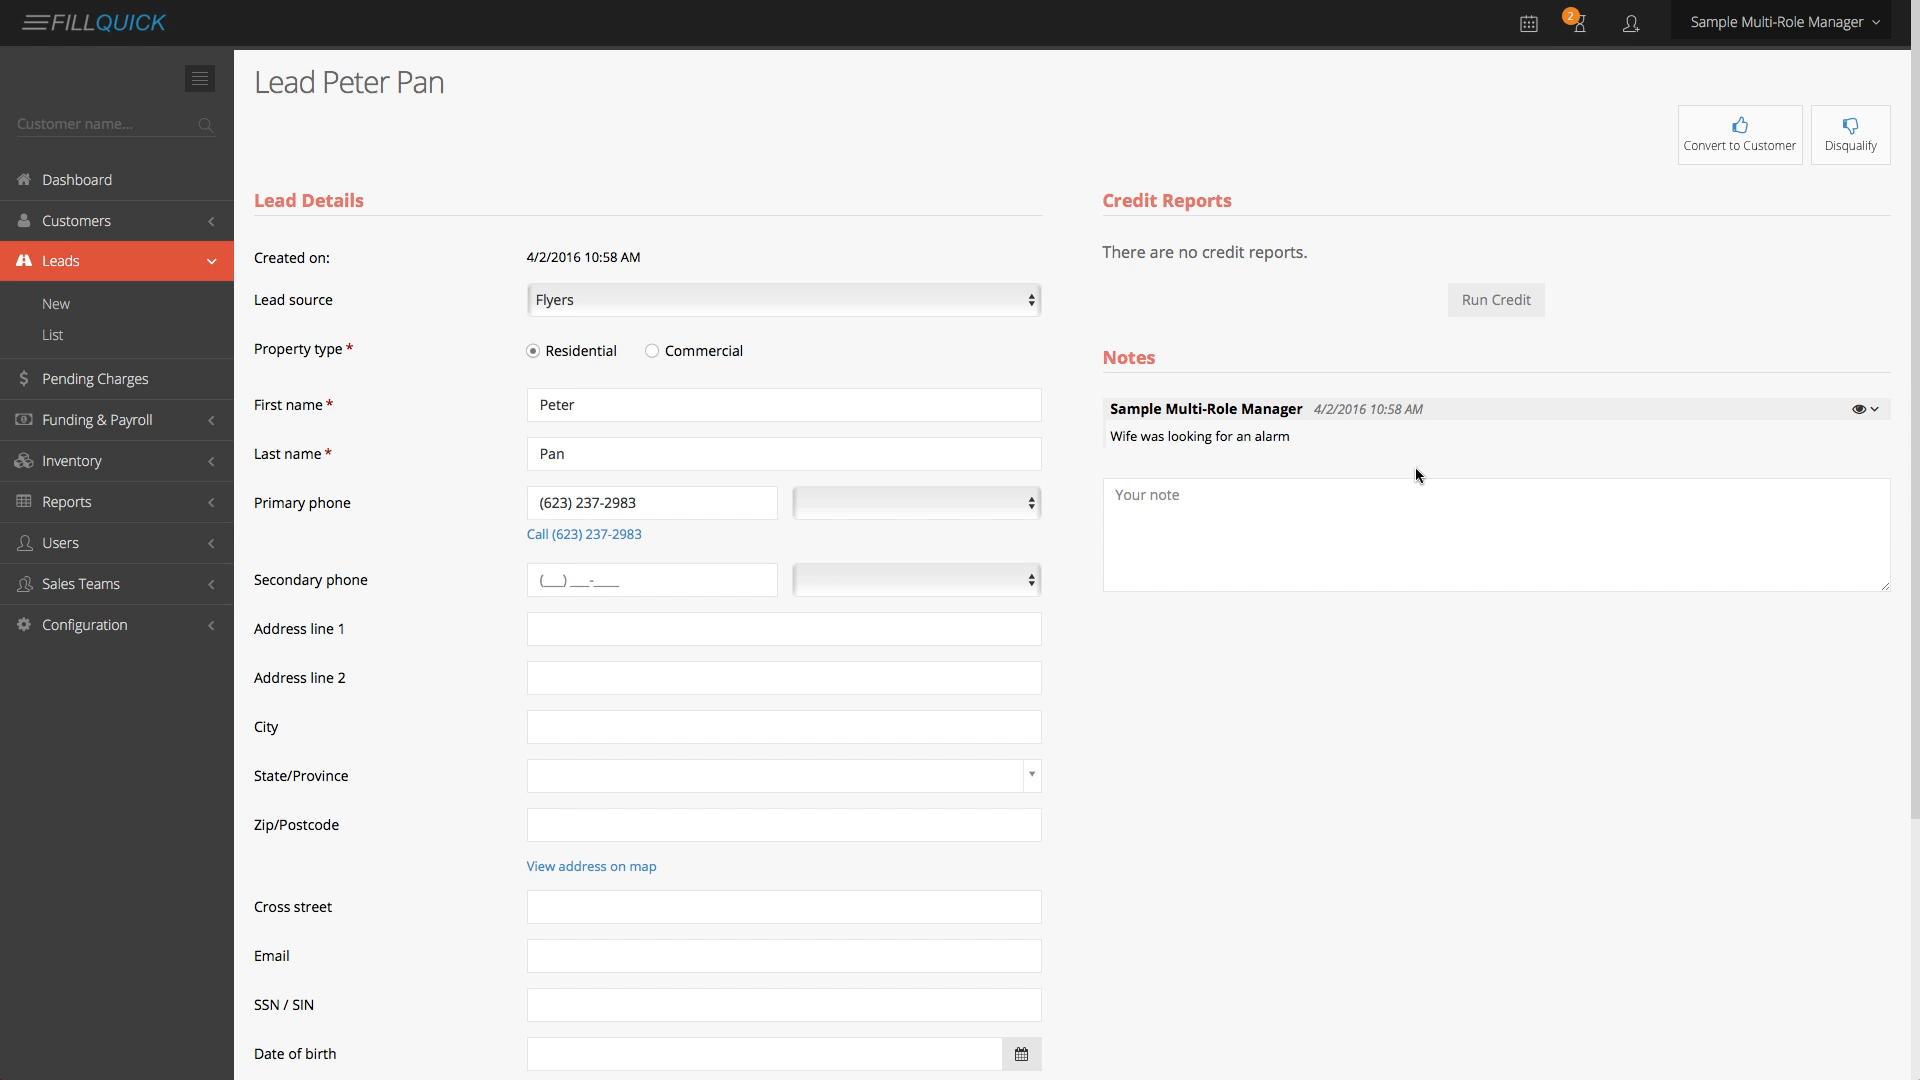 FILLQUICK
2
Sample Multi-Role Manager
Customer name...
Dashboard
Customers
Leads
New
List
Pending Charges
Funding & Payroll
Inventory
Reports
Users
Sales Teams
Configuration
Lead Peter Pan
Convert to Customer
Disqualify
Lead Details
Created on: 4/2/2016 10:58 AM
Lead source Flyers
Property type * Residential Commercial
First name * Peter
Last name * Pan
Primary phone (623) 237-2983
Call (623) 237-2983
Secondary phone (___) ___-____
Address line 1
Address line 2
City
State/Province
Zip/Postcode
View address on map
Cross street
Email
SSN / SIN
Date of birth
Credit Reports
There are no credit reports.
Run Credit
Notes
Sample Multi-Role Manager 4/2/2016 10:58 AM
Wife was looking for an alarm
Your note